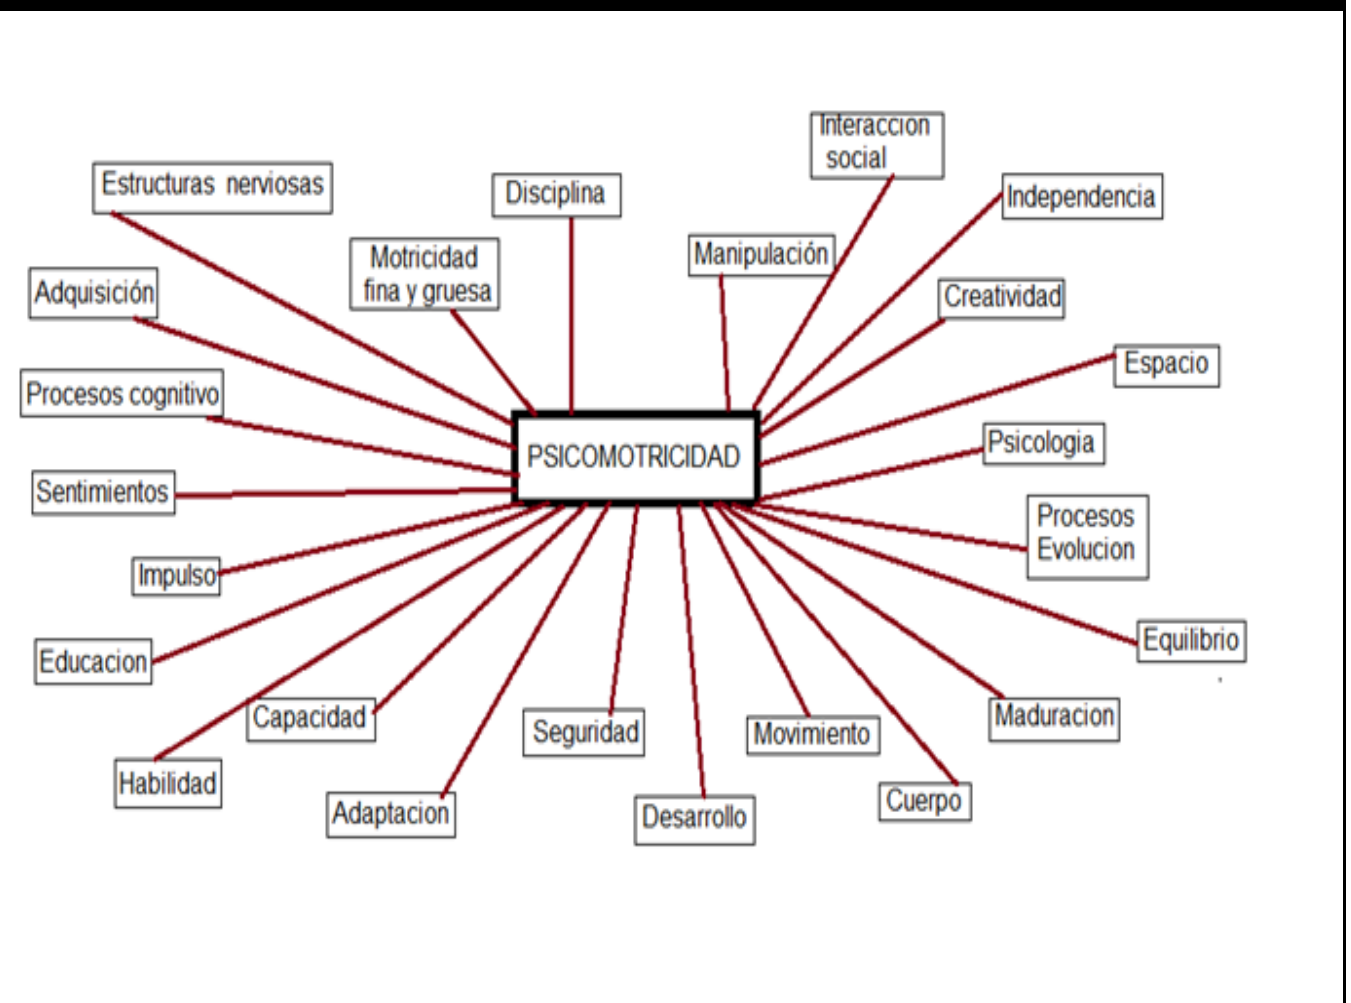 Interaccion
social
Estructuras nerviosas
Disciplina
Independencia
Motricidad
fina y gruesa
Manipulación
Adquisición
Creatividad
Espacio
Procesos cognitivo
PSICOMOTRICIDAD
Psicologia
Sentimientos
Procesos
Evolucion
Impulso
Equilibrio
Educacion
Capacidad
Seguridad
Movimiento
Maduracion
Habilidad
Adaptacion
Desarrollo
Cuerpo